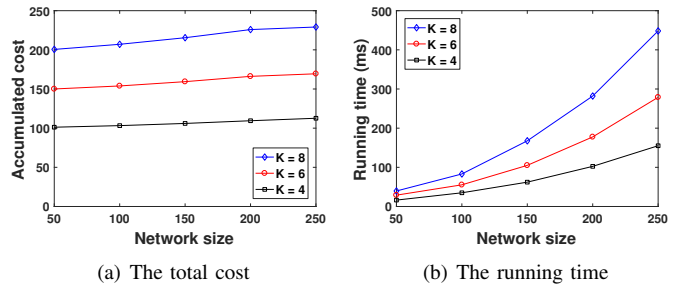 250
200
150
100
50
0
Accumulated cost
K = 8
K = 6
K = 4
50 100 150 200 250
Network size
(a) The total cost
500
400
300
200
100
0
Running time (ms)
K = 8
K = 6
K = 4
50 100 150 200 250
Network size
(b) The running time